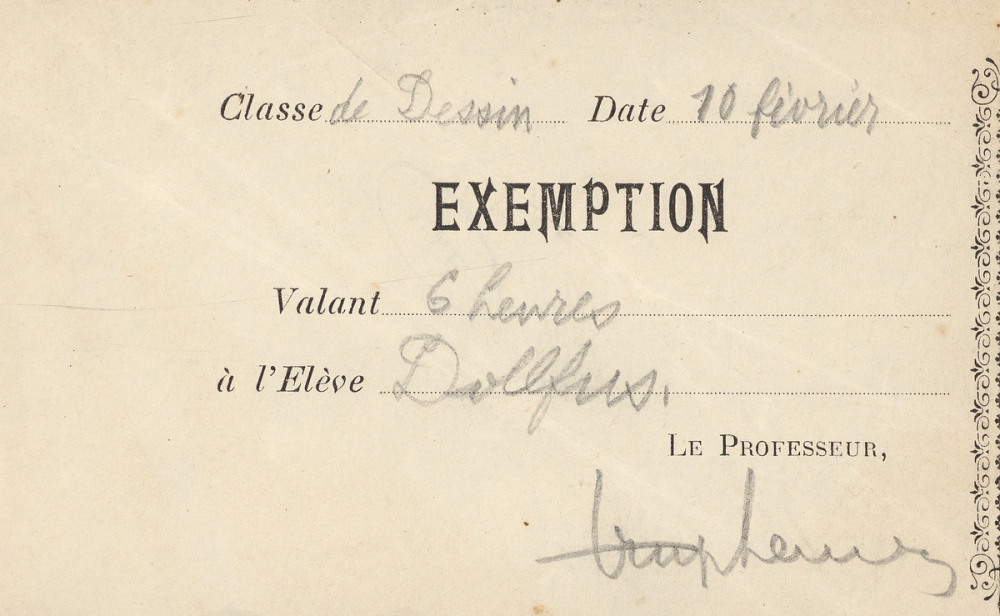 Classe de Dessin Date 10 février
EXEMPTION
Valant 6 heures
à l'Elève Dollfus.
LE PROFESSEUR,